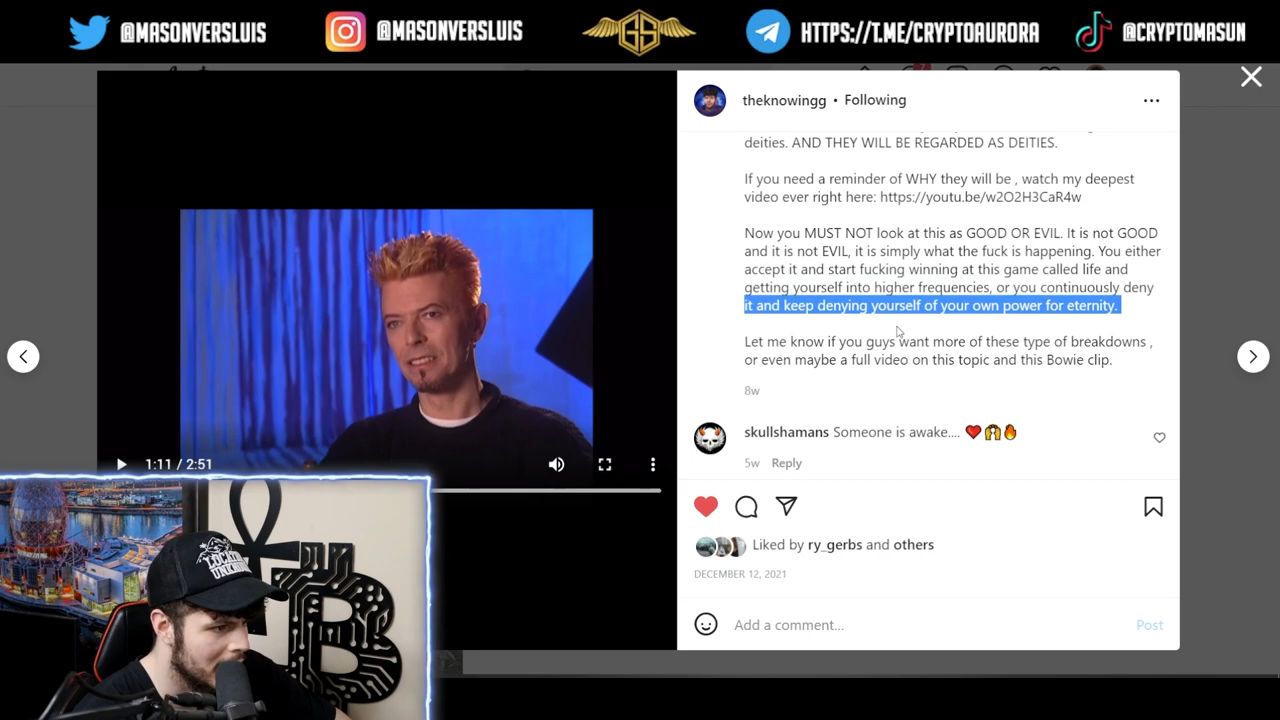 @MASONVERSLUIS
@MASONVERSLUIS
GS
HTTPS://T.ME/CRYPTOAURORA
@CRYPTOMASUN
theknowingg • Following
deities. AND THEY WILL BE REGARDED AS DEITIES.
If you need a reminder of WHY they will be , watch my deepest
video ever right here: https://youtu.be/w2O2H3CaR4w
Now you MUST NOT look at this as GOOD OR EVIL. It is not GOOD
and it is not EVIL, it is simply what the fuck is happening. You either
accept it and start fucking winning at this game called life and
getting yourself into higher frequencies, or you continuously deny
it and keep denying yourself of your own power for eternity.
Let me know if you guys want more of these type of breakdowns ,
or even maybe a full video on this topic and this Bowie clip.
8w
skullshamans Someone is awake.... ❤️🙌🔥
5w Reply
Liked by ry_gerbs and others
DECEMBER 12, 2021
Add a comment...
Post
1:11 / 2:51
LOCATION
UNKNOWN